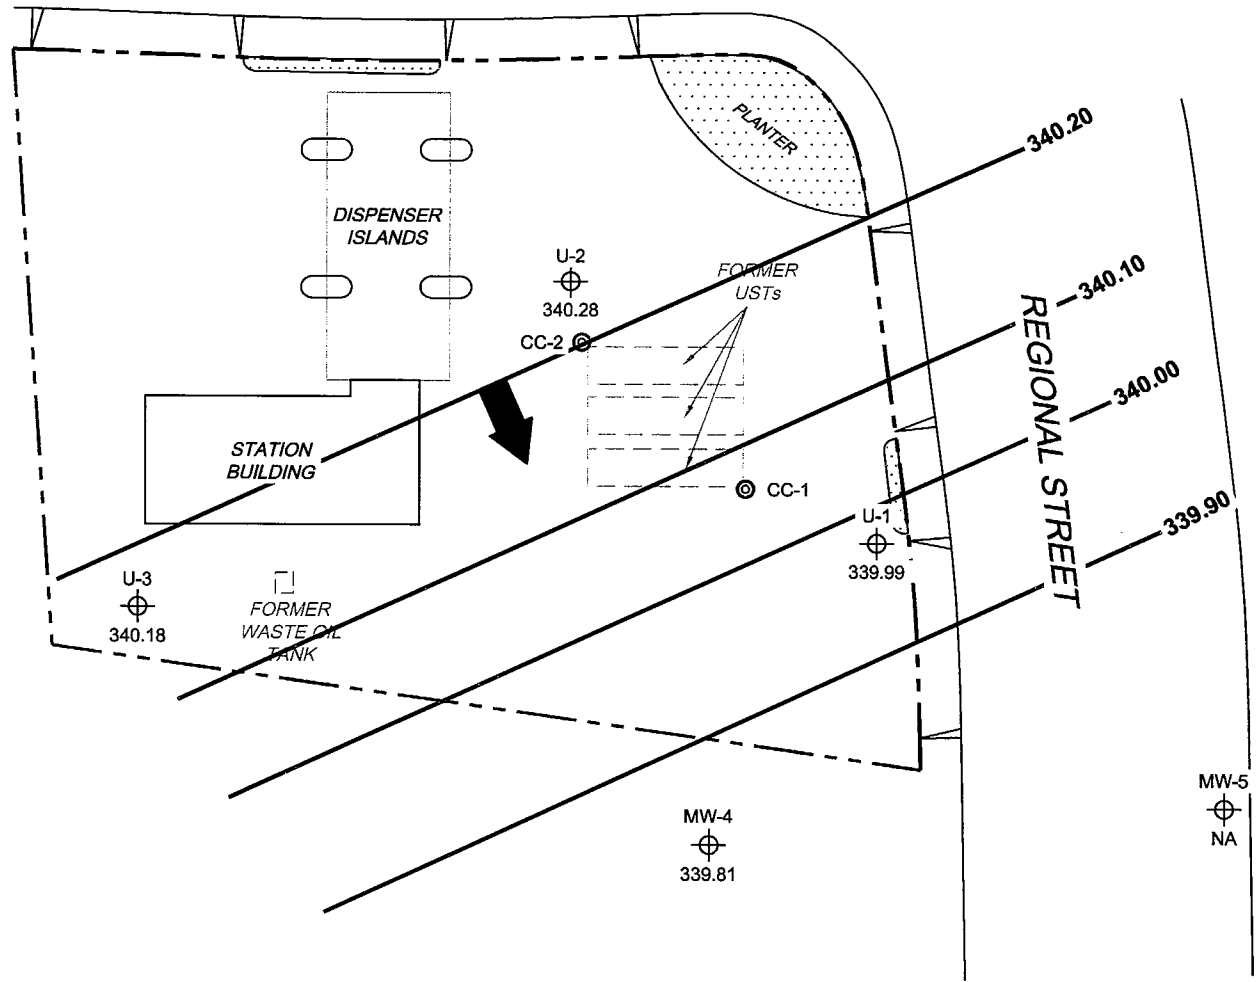 PLANTER
340.20
DISPENSER
ISLANDS
U-2
340.28
FORMER
USTs
340.10
CC-2
REGIONAL STREET
340.00
STATION
BUILDING
CC-1
339.90
U-1
339.99
U-3
340.18
FORMER
WASTE OIL
TANK
MW-4
339.81
MW-5
NA